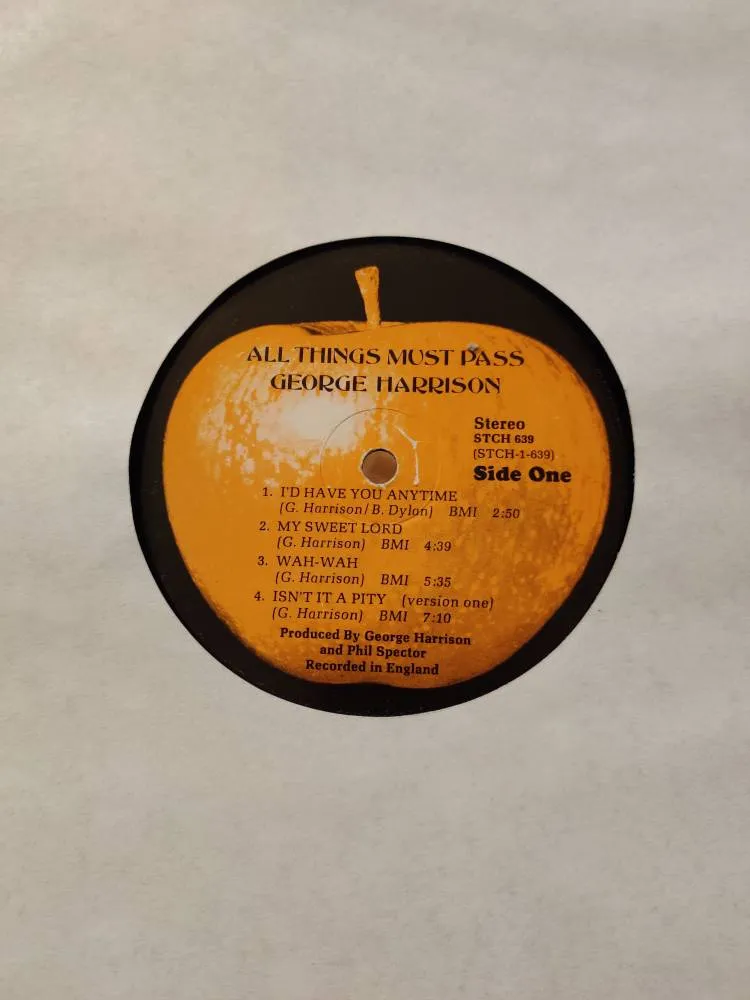 ALL THINGS MUST PASS
GEORGE HARRISON
Stereo
STCH 639
(STCH-1-639)
Side One
1. I'D HAVE YOU ANYTIME
(G. Harrison/B. Dylan) BMI 2:50
2. MY SWEET LORD
(G. Harrison) BMI 4:39
3. WAH-WAH
(G. Harrison) BMI 5:35
4. ISN'T IT A PITY (version one)
(G. Harrison) BMI 7:10
Produced By George Harrison
and Phil Spector
Recorded in England